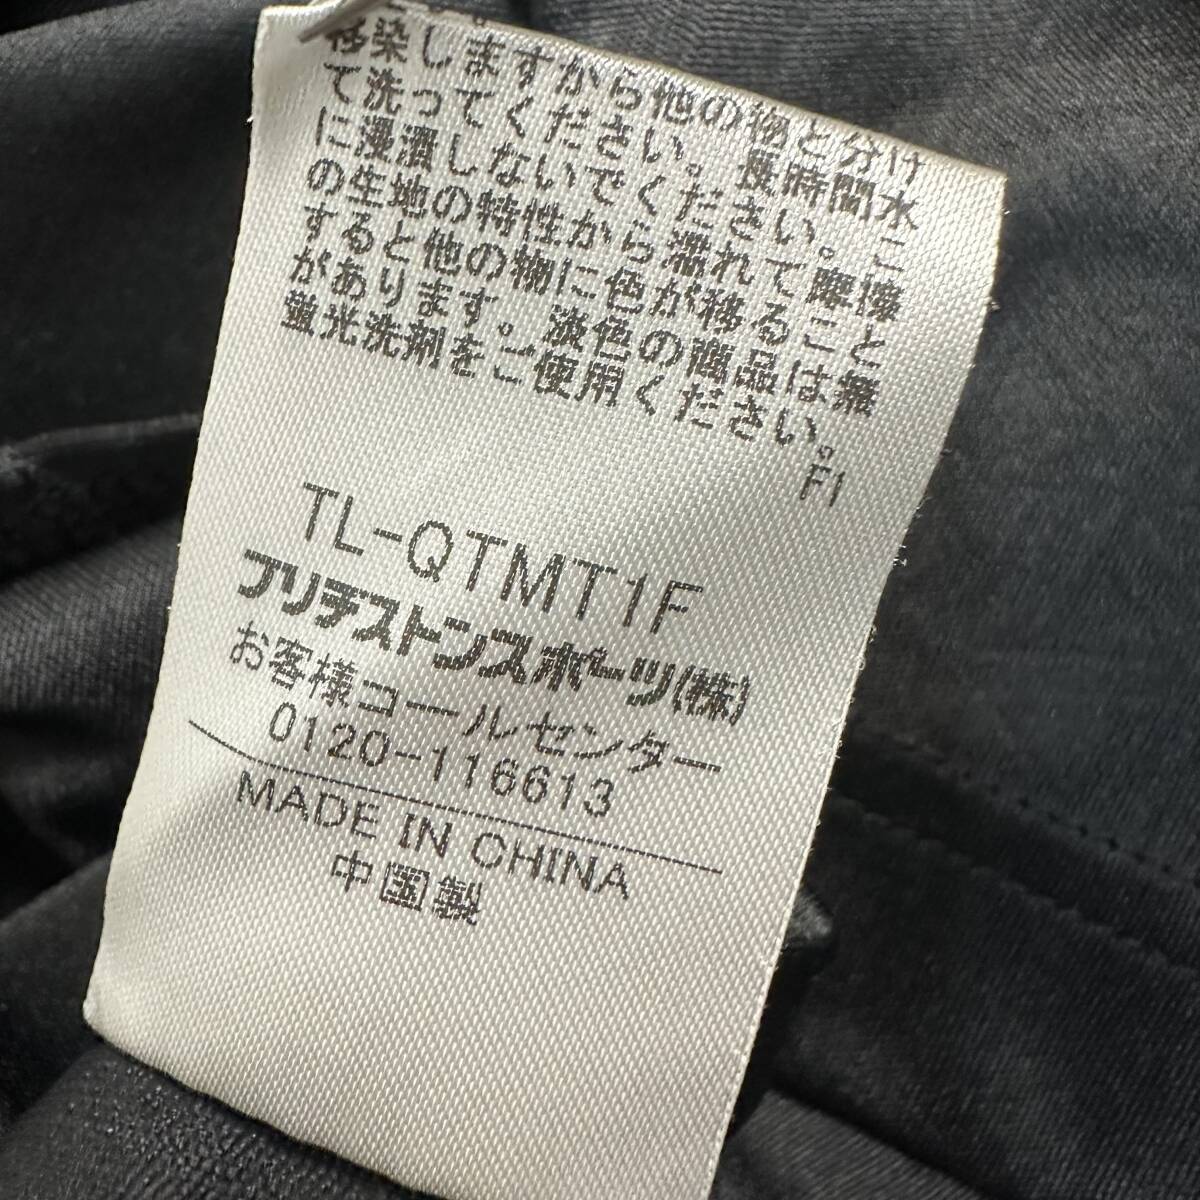 移染しますから他の物と分け
て洗ってください。長時間水
に浸漬しないでください。こ
の生地の特性から濡れて摩擦
すると他の物に色が移ること
があります。淡色の商品は無
蛍光洗剤をご使用ください。
FI
TL-QTMT1F
ブリヂストンスポーツ(株)
お客様コールセンター
0120-116613
MADE IN CHINA
中国製